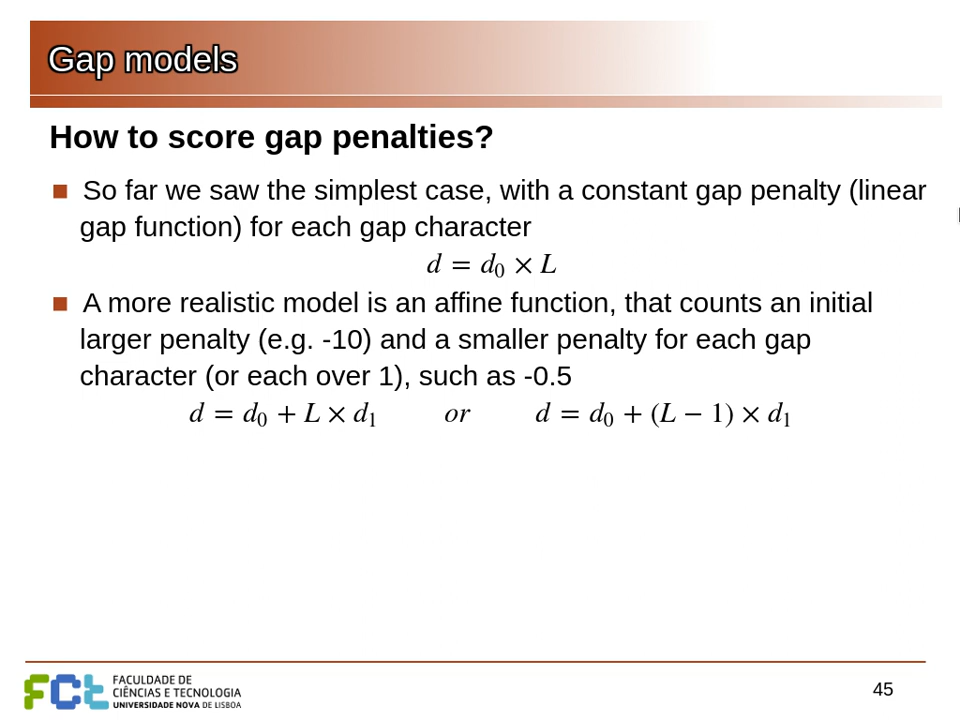 Gap models
How to score gap penalties?
So far we saw the simplest case, with a constant gap penalty (linear
gap function) for each gap character
d = d₀ × L
A more realistic model is an affine function, that counts an initial
larger penalty (e.g. -10) and a smaller penalty for each gap
character (or each over 1), such as -0.5
d = d₀ + L × d₁ or d = d₀ + (L − 1) × d₁
FCt
FACULDADE DE
CIÊNCIAS E TECNOLOGIA
UNIVERSIDADE NOVA DE LISBOA
45